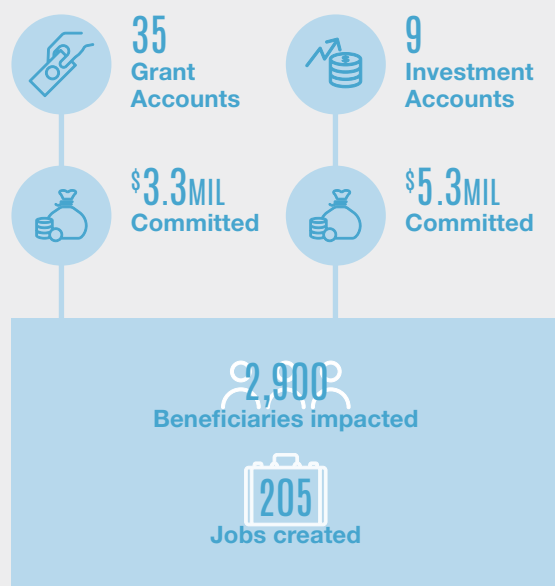 35
Grant
Accounts
$3.3MIL
Committed
9
Investment
Accounts
$
$5.3MIL
Committed
2,900
Beneficiaries impacted
205
Jobs created